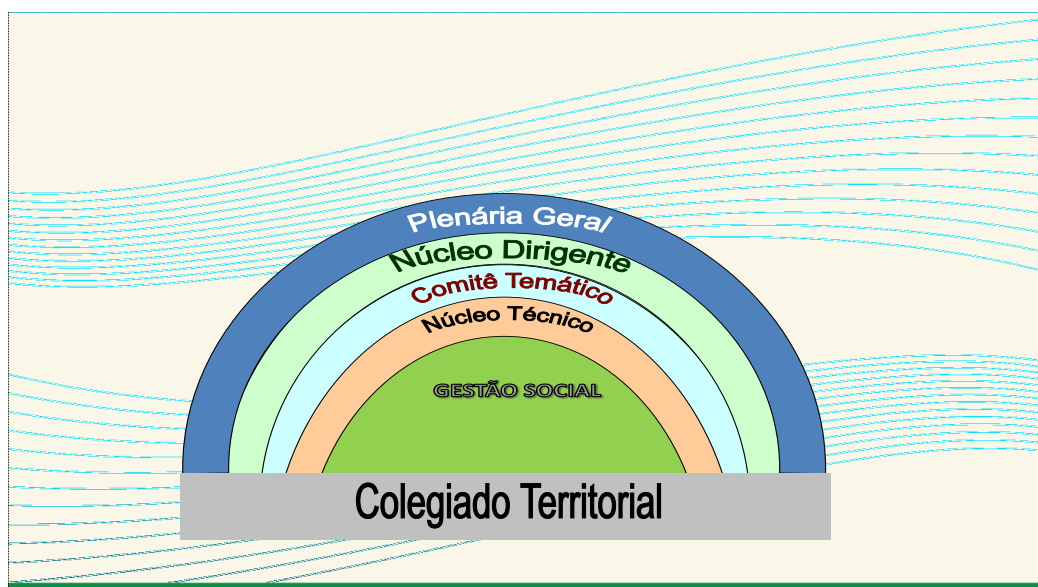 Plenária Geral
Núcleo Dirigente
Comitê Temático
Núcleo Técnico
GESTÃO SOCIAL
Colegiado Territorial